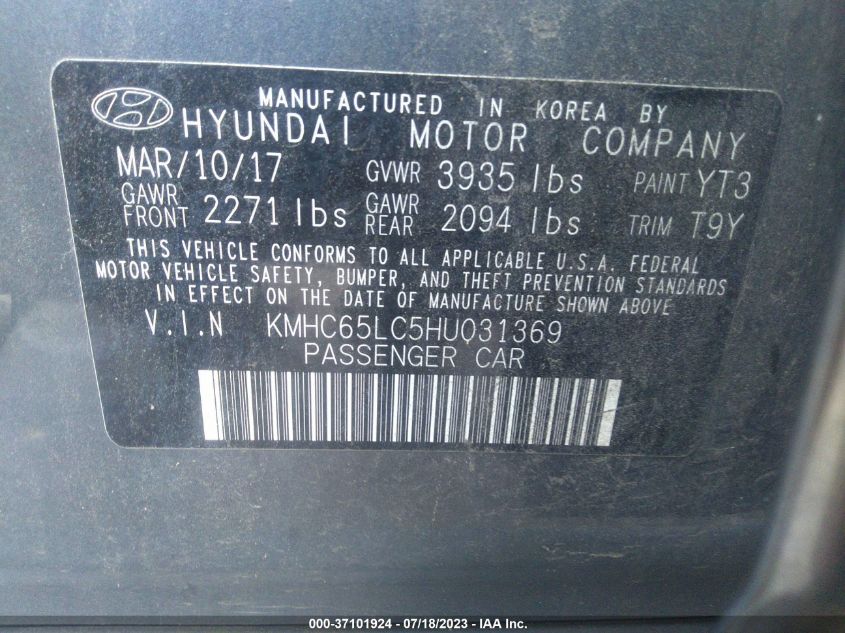 MANUFACTURED IN KOREA BY
HYUNDAI MOTOR COMPANY
MAR/10/17 GVWR 3935 lbs PAINT YT3
GAWR FRONT 2271 lbs GAWR REAR 2094 lbs TRIM T9Y
THIS VEHICLE CONFORMS TO ALL APPLICABLE U.S.A. FEDERAL
MOTOR VEHICLE SAFETY, BUMPER, AND THEFT PREVENTION STANDARDS
IN EFFECT ON THE DATE OF MANUFACTURE SHOWN ABOVE
V.I.N KMHC65LC5HU031369
PASSENGER CAR
000-37101924 - 07/18/2023 - IAA Inc.